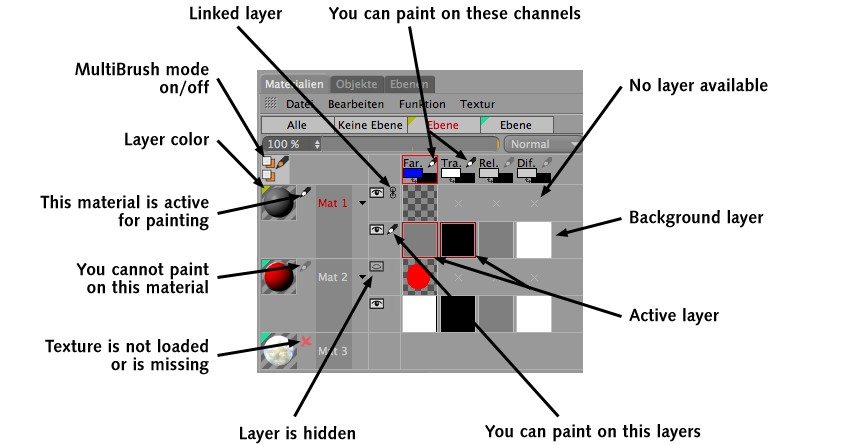 Linked layer
You can paint on these channels
MultiBrush mode
on/off
No layer available
Layer color
This material is active
for painting
Background layer
You cannot paint
on this material
Active layer
Texture is not loaded
or is missing
Layer is hidden
You can paint on this layers
Materialien Objekte Ebenen
Datei Bearbeiten Funktion Textur
Alle Keine Ebene Ebene Ebene
100 % Normal
Far. Tra. Rel. Dif.
Mat 1
Mat 2
Mat 3